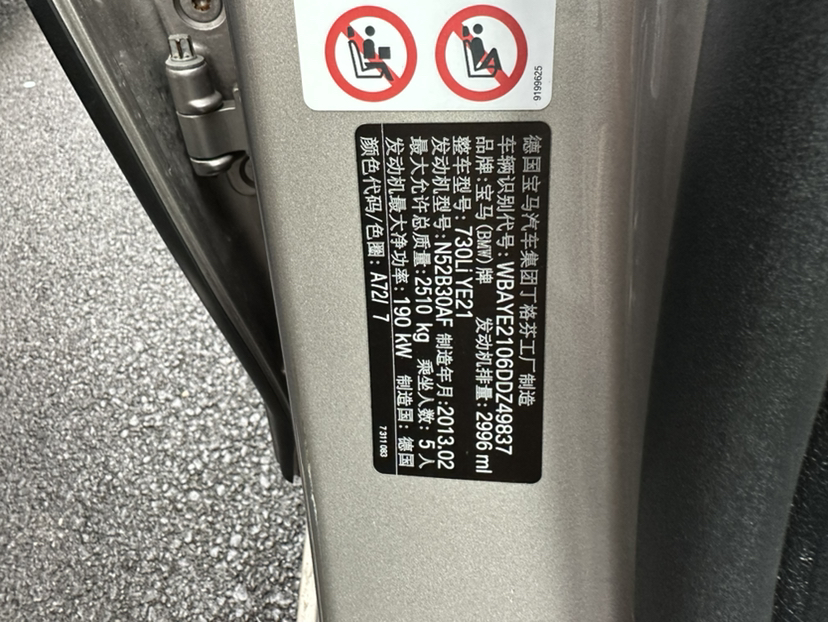 9199625
德国宝马汽车集团丁格芬工厂制造
车辆识别代号: WBAYE2106DDZ49837
品牌: 宝马(BMW)牌 发动机排量: 2996 ml
整车型号: 730Li YE21
发动机型号: N52B30AF 制造年月: 2013.02
最大允许总质量: 2510 kg 乘坐人数: 5 人
发动机最大净功率: 190 kW 制造国: 德国
颜色代码/色圈: A72/ 7
7 311 083